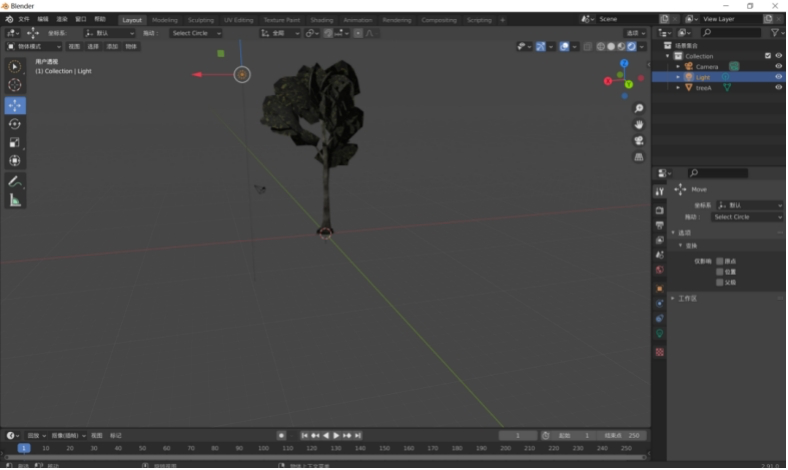 Blender
文件 编辑 渲染 窗口 帮助 Layout Modeling Sculpting UV Editing Texture Paint Shading Animation Rendering Compositing Scripting + Scene View Layer
坐标系: 默认 拖动: Select Circle 全局 选项
物体模式 视图 选择 添加 物体
用户透视
(1) Collection | Light
Z
X
Y
场景集合
Collection
Camera
Light
treeA
Move
坐标系 默认
拖动: Select Circle
选项
变换
仅影响 原点
位置
父级
工作区
回放 抠像(插帧) 视图 标记 1 起始 1 结束点 250
1 10 20 30 40 50 60 70 80 90 100 110 120 130 140 150 160 170 180 190 200 210 220 230 240 250
2.91.0